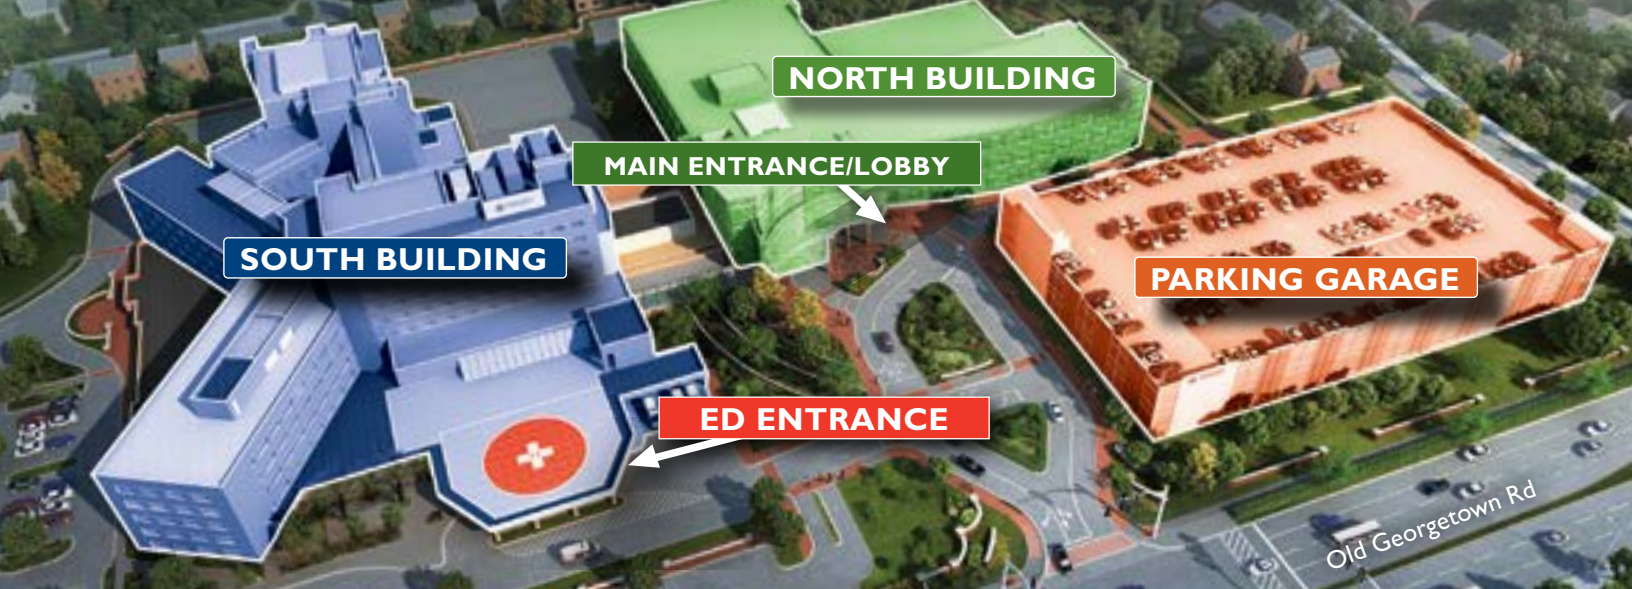 NORTH BUILDING
MAIN ENTRANCE/LOBBY
SOUTH BUILDING
PARKING GARAGE
ED ENTRANCE
Old Georgetown Rd